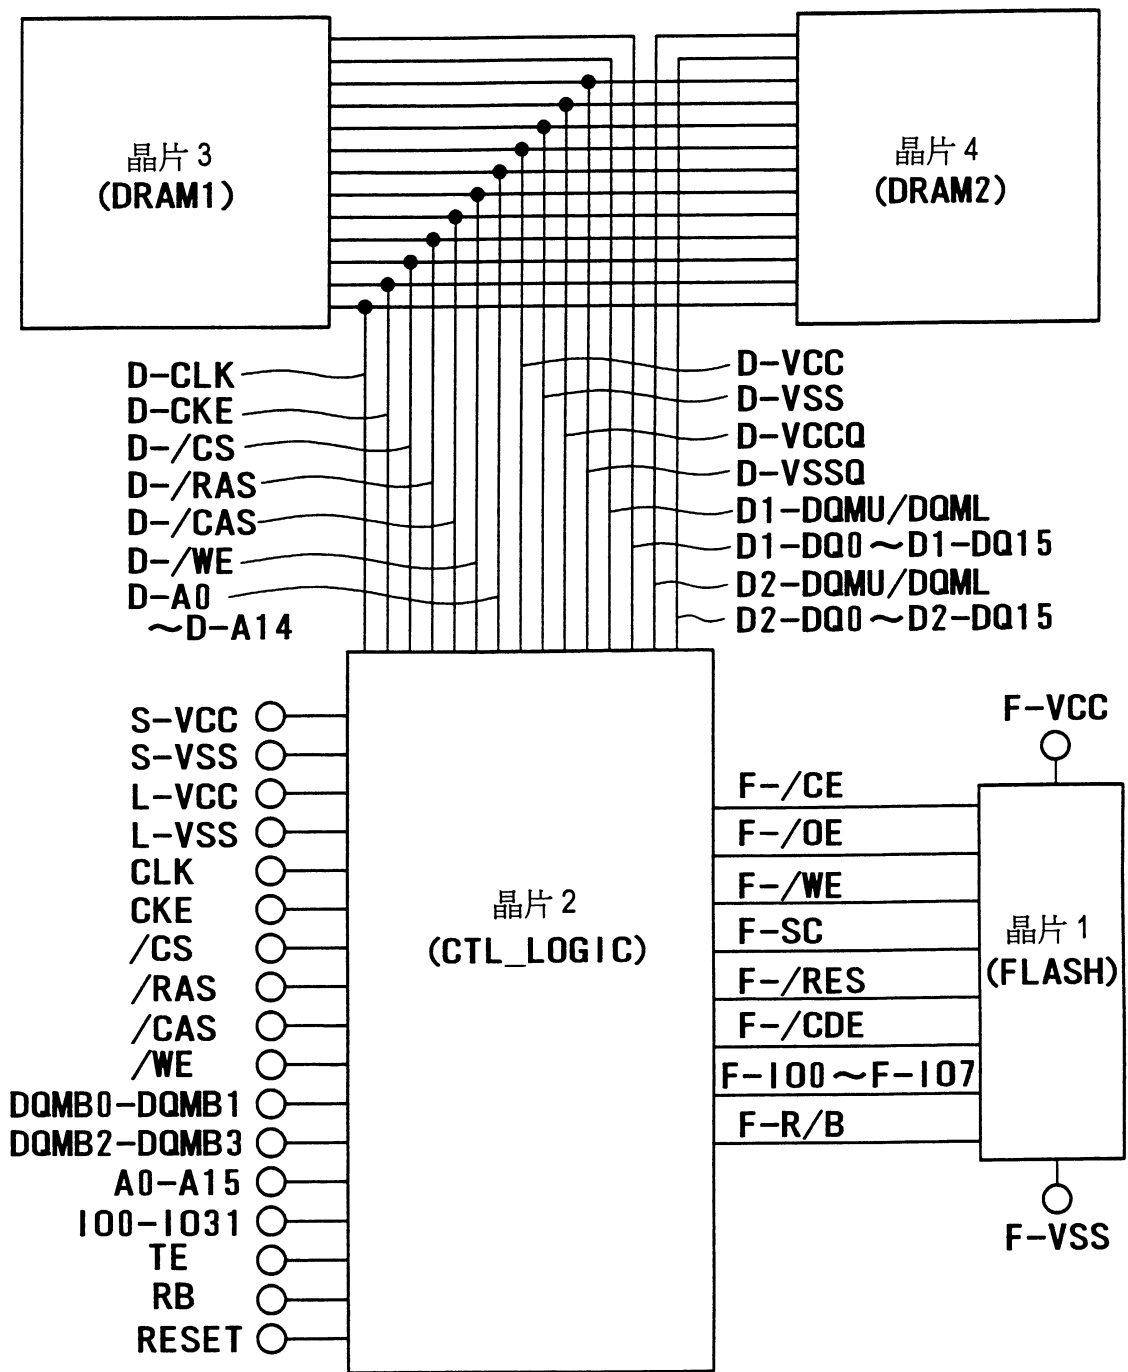 晶片3
(DRAM1)
晶片4
(DRAM2)
D-CLK
D-CKE
D-/CS
D-/RAS
D-/CAS
D-/WE
D-A0
~D-A14
D-VCC
D-VSS
D-VCCQ
D-VSSQ
D1-DQMU/DQML
D1-DQ0~D1-DQ15
D2-DQMU/DQML
D2-DQ0~D2-DQ15
S-VCC
S-VSS
L-VCC
L-VSS
CLK
CKE
/CS
/RAS
/CAS
/WE
DQMB0-DQMB1
DQMB2-DQMB3
A0-A15
IO0-IO31
TE
RB
RESET
晶片2
(CTL_LOGIC)
F-/CE
F-/OE
F-/WE
F-SC
F-/RES
F-/CDE
F-IO0~F-IO7
F-R/B
F-VCC
晶片1
(FLASH)
F-VSS